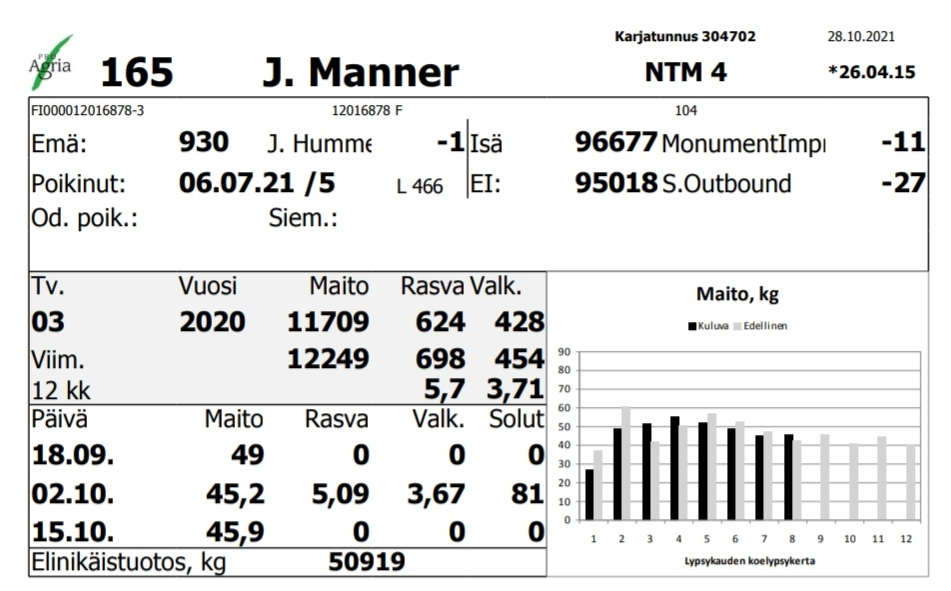 Karjatunnus 304702 28.10.2021
PRO
Agria 165 J. Manner NTM 4 *26.04.15
FI000012016878-3 12016878 F 104
Emä: 930 J. Humme -1 Isä 96677 MonumentImpr -11
Poikinut: 06.07.21 /5 L 466 EI: 95018 S.Outbound -27
Od. poik.: Siem.:
Tv. Vuosi Maito Rasva Valk.
03 2020 11709 624 428
Viim. 12249 698 454
12 kk 5,7 3,71
Päivä Maito Rasva Valk. Solut
18.09. 49 0 0 0
02.10. 45,2 5,09 3,67 81
15.10. 45,9 0 0 0
Elinikäistuotos, kg 50919
Maito, kg
Kuluva Edellinen
90
80
70
60
50
40
30
20
10
0
1 2 3 4 5 6 7 8 9 10 11 12
Lypsykauden koelypsykerta